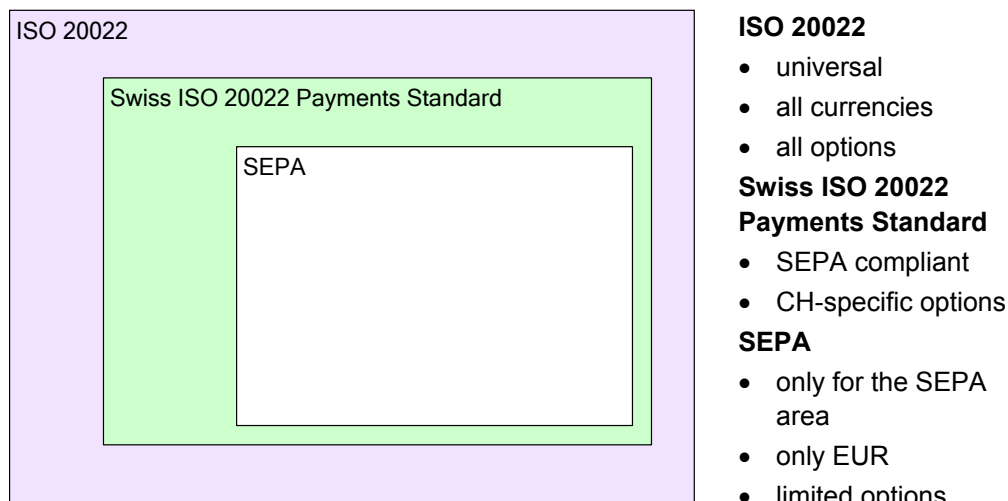 ISO 20022
Swiss ISO 20022 Payments Standard
SEPA
ISO 20022
• universal
• all currencies
• all options
Swiss ISO 20022
Payments Standard
• SEPA compliant
• CH-specific options
SEPA
• only for the SEPA
area
• only EUR
• limited options